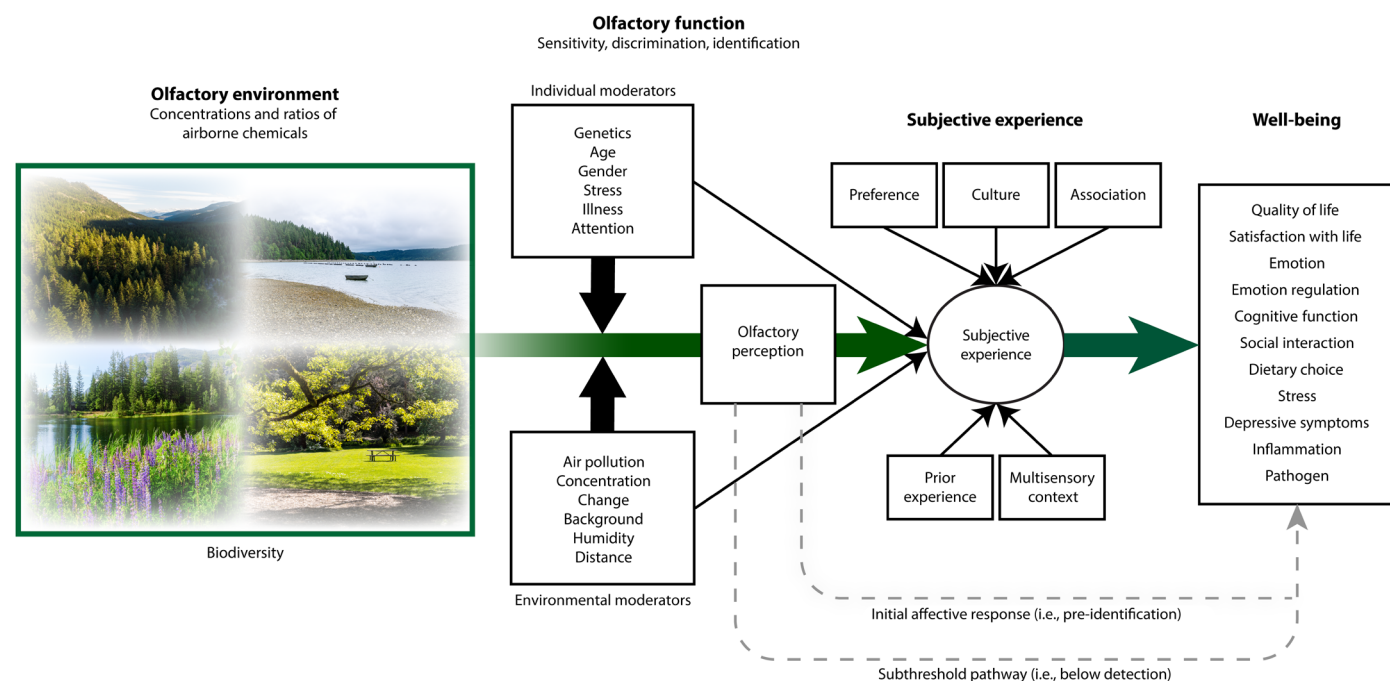 Olfactory function
Sensitivity, discrimination, identification
Olfactory environment
Concentrations and ratios of
airborne chemicals
Biodiversity
Individual moderators
Genetics
Age
Gender
Stress
Illness
Attention
Air pollution
Concentration
Change
Background
Humidity
Distance
Environmental moderators
Olfactory
perception
Subjective experience
Preference
Culture
Association
Subjective
experience
Prior
experience
Multisensory
context
Well-being
Quality of life
Satisfaction with life
Emotion
Emotion regulation
Cognitive function
Social interaction
Dietary choice
Stress
Depressive symptoms
Inflammation
Pathogen
Initial affective response (i.e., pre-identification)
Subthreshold pathway (i.e., below detection)